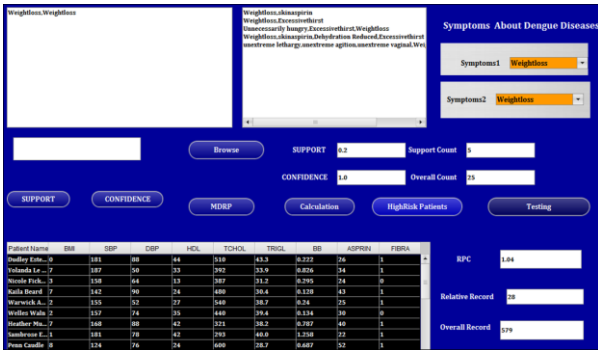 Weightloss,Weightloss
Weightloss,skinaspirin
Weightloss,Excessivethirst
Unnecessarily hungry,Excessivethirst,Weightloss
Weightloss,skinaspirin,Dehydration Reduced,Excessivethirst
unextreme lethargy,unextreme agition,unextreme vaginal,Wei
Symptoms About Dengue Diseases
Symptoms1 Weightloss
Symptoms2 Weightloss
Browse SUPPORT 0.2 Support Count 5
CONFIDENCE 1.0 Overall Count 25
SUPPORT CONFIDENCE MDRP Calculation HighRisk Patients Testing
Patient Name BMI SBP DBP HDL TCHOL TRIGL BB ASPRIN FIBRA
Dudley Este... 0 181 88 44 510 43.3 0.222 26 1
Yolanda Le ... 7 187 50 33 392 33.9 0.826 34 1
Nicole Fick... 3 158 64 13 387 31.2 0.295 24 0
Kaila Beard 7 142 90 24 480 30.4 0.128 43 1
Warwick A... 2 155 52 27 540 38.7 0.24 25 1
Welles Waln 2 157 74 35 440 39.4 0.134 30 0
Heather Mu... 7 168 88 42 321 38.2 0.787 40 1
Sambrose E... 1 181 78 42 293 40.0 1.258 22 1
Penn Caudle 8 124 76 24 600 28.7 0.687 52 1
RPC 1.04
Relative Record 28
Overall Record 579